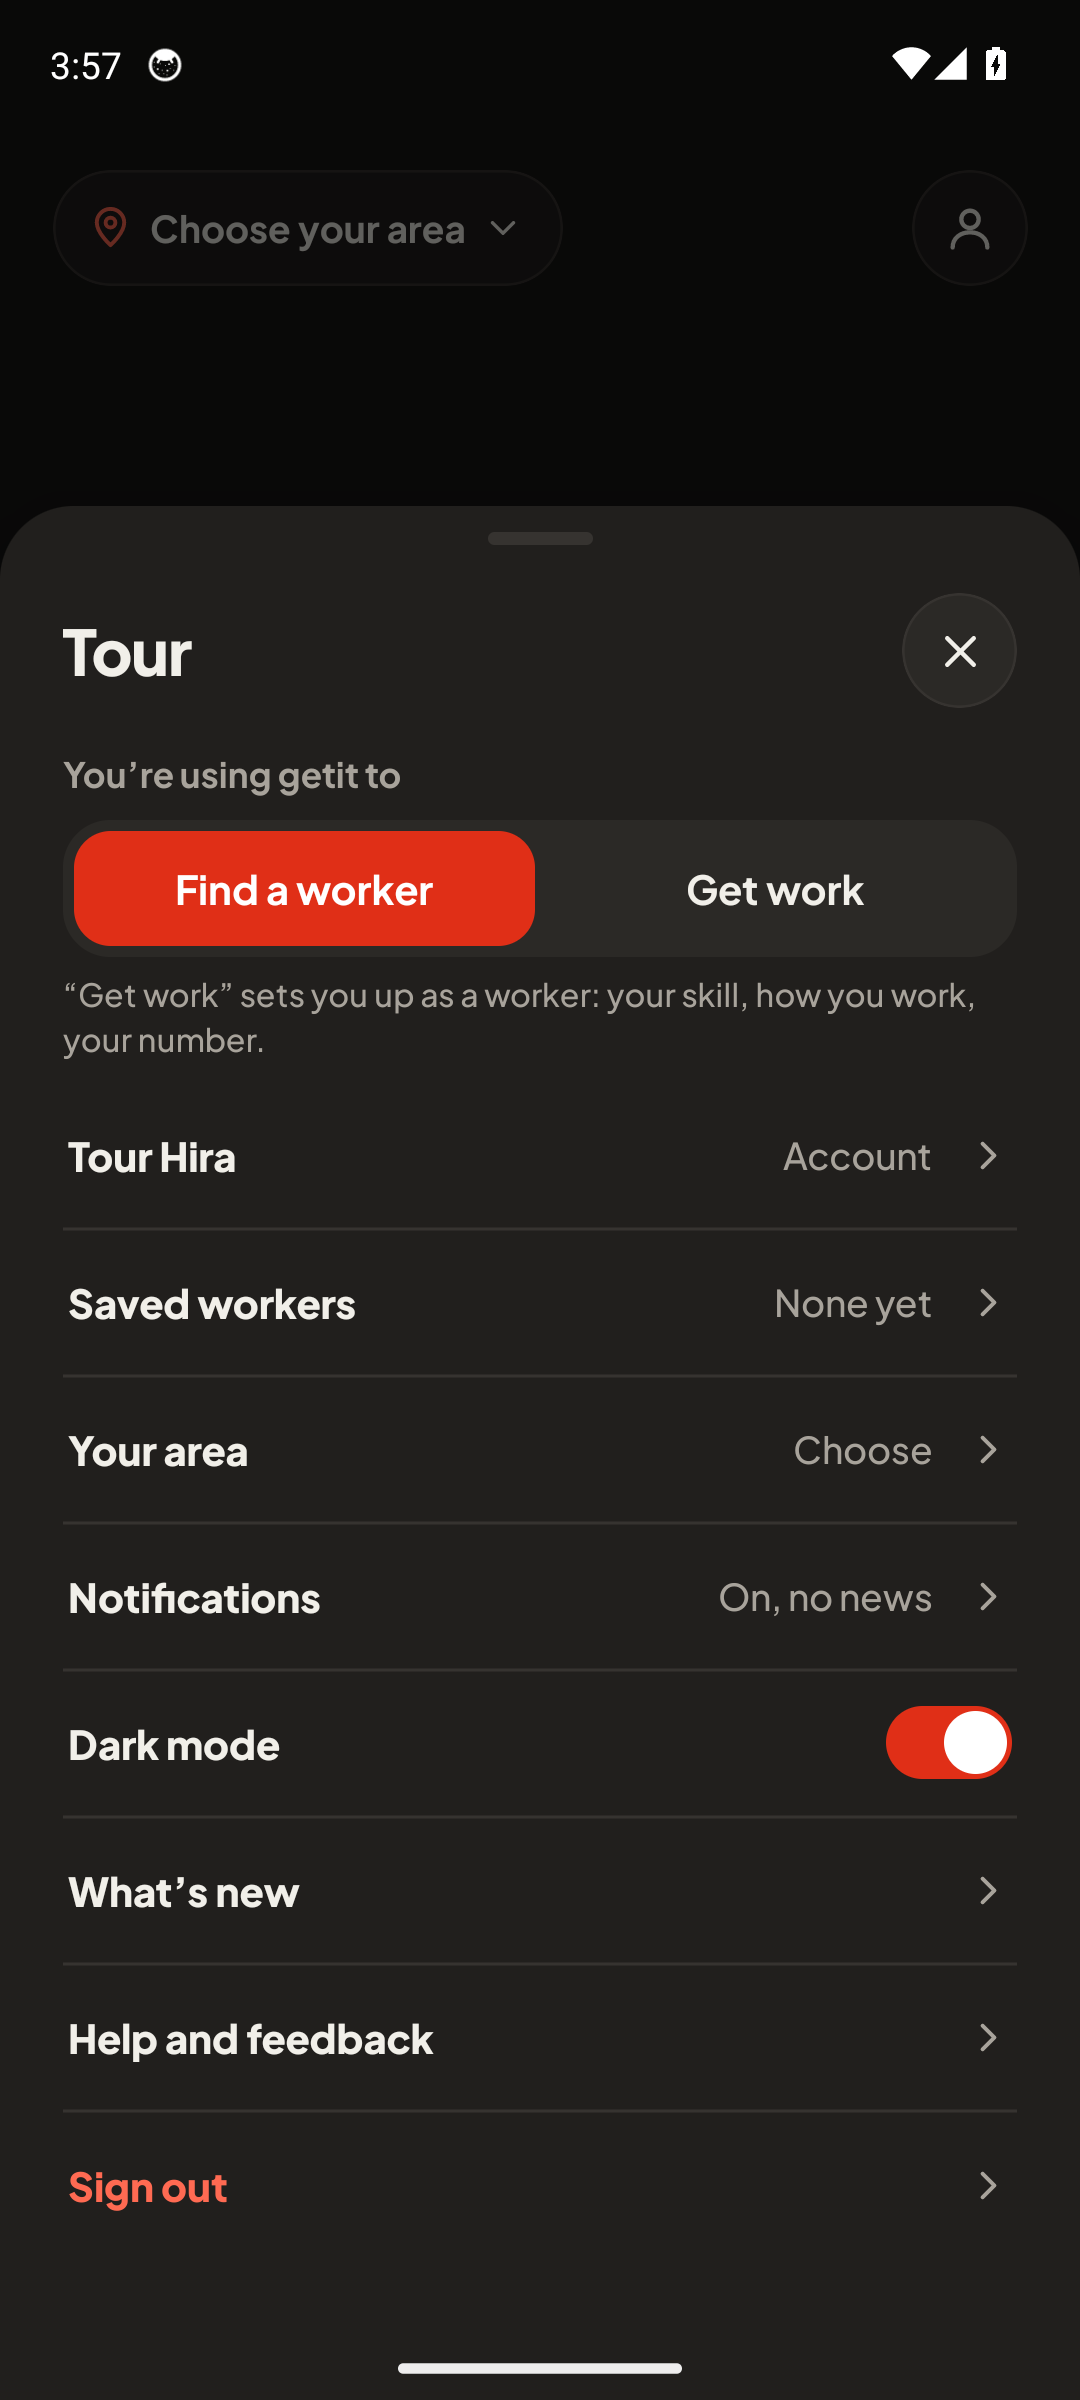 3:57
Choose your area
Tour
You’re using getit to
Find a worker
Get work
“Get work” sets you up as a worker: your skill, how you work,
your number.
Tour Hira
Account
Saved workers
None yet
Your area
Choose
Notifications
On, no news
Dark mode
What’s new
Help and feedback
Sign out